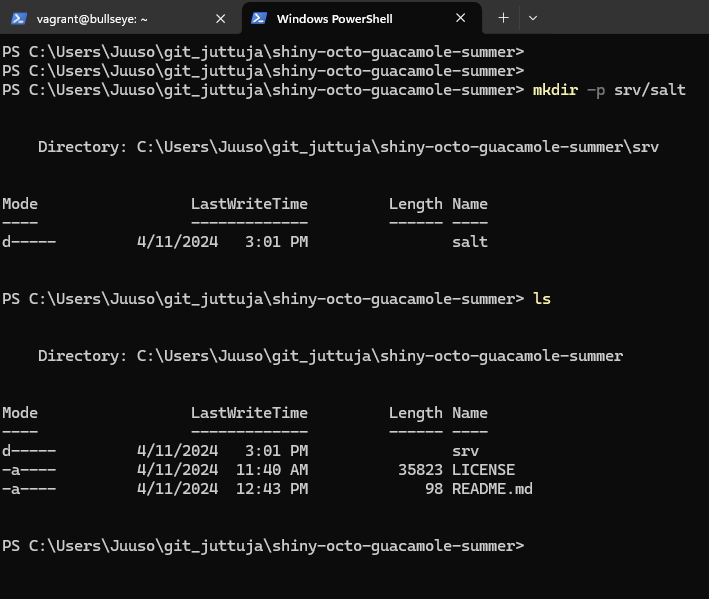 vagrant@bullseye: ~ Windows PowerShell
PS C:\Users\Juuso\git_juttuja\shiny-octo-guacamole-summer>
PS C:\Users\Juuso\git_juttuja\shiny-octo-guacamole-summer>
PS C:\Users\Juuso\git_juttuja\shiny-octo-guacamole-summer> mkdir -p srv/salt
Directory: C:\Users\Juuso\git_juttuja\shiny-octo-guacamole-summer\srv
Mode LastWriteTime Length Name
---- ------------- ------ ----
d----- 4/11/2024 3:01 PM salt
PS C:\Users\Juuso\git_juttuja\shiny-octo-guacamole-summer> ls
Directory: C:\Users\Juuso\git_juttuja\shiny-octo-guacamole-summer
Mode LastWriteTime Length Name
---- ------------- ------ ----
d----- 4/11/2024 3:01 PM srv
-a---- 4/11/2024 11:40 AM 35823 LICENSE
-a---- 4/11/2024 12:43 PM 98 README.md
PS C:\Users\Juuso\git_juttuja\shiny-octo-guacamole-summer>